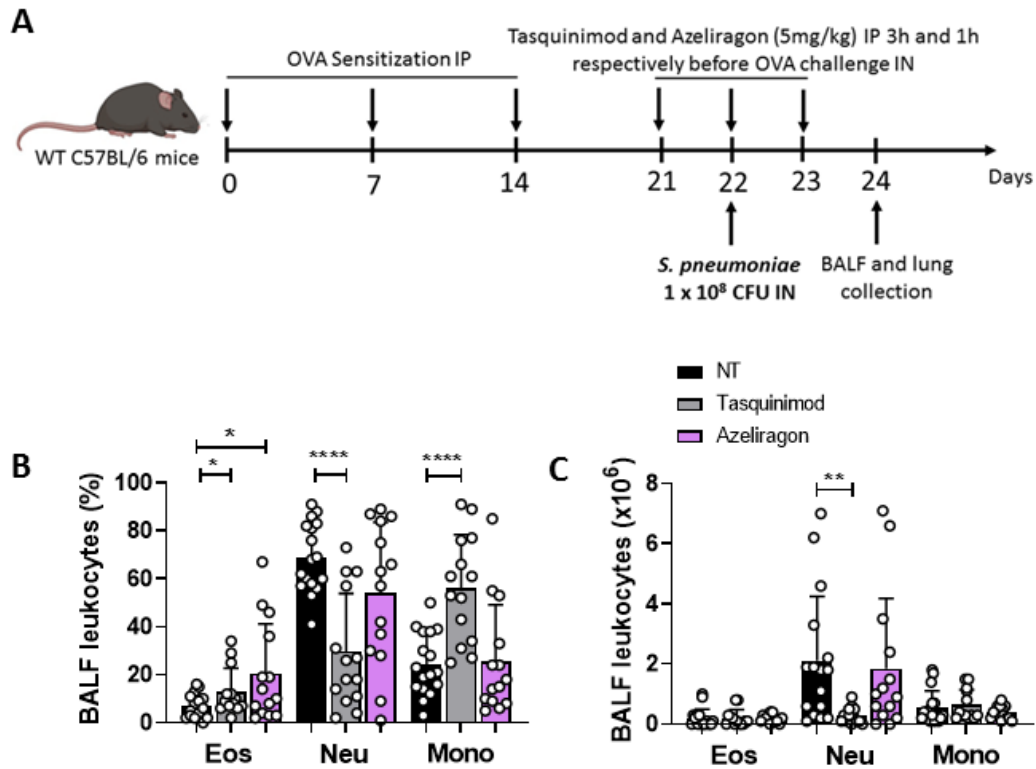 A
OVA Sensitization IP
Tasquinimod and Azeliragon (5mg/kg) IP 3h and 1h
respectively before OVA challenge IN
WT C57BL/6 mice
0
7
14
21
22
23
24
Days
S. pneumoniae
1 x 10⁸ CFU IN
BALF and lung
collection
NT
Tasquinimod
Azeliragon
B
BALF leukocytes (%)
100
80
60
40
20
0
*
*
****
****
Eos
Neu
Mono
C
BALF leukocytes (x10⁶)
8
6
4
2
0
**
Eos
Neu
Mono